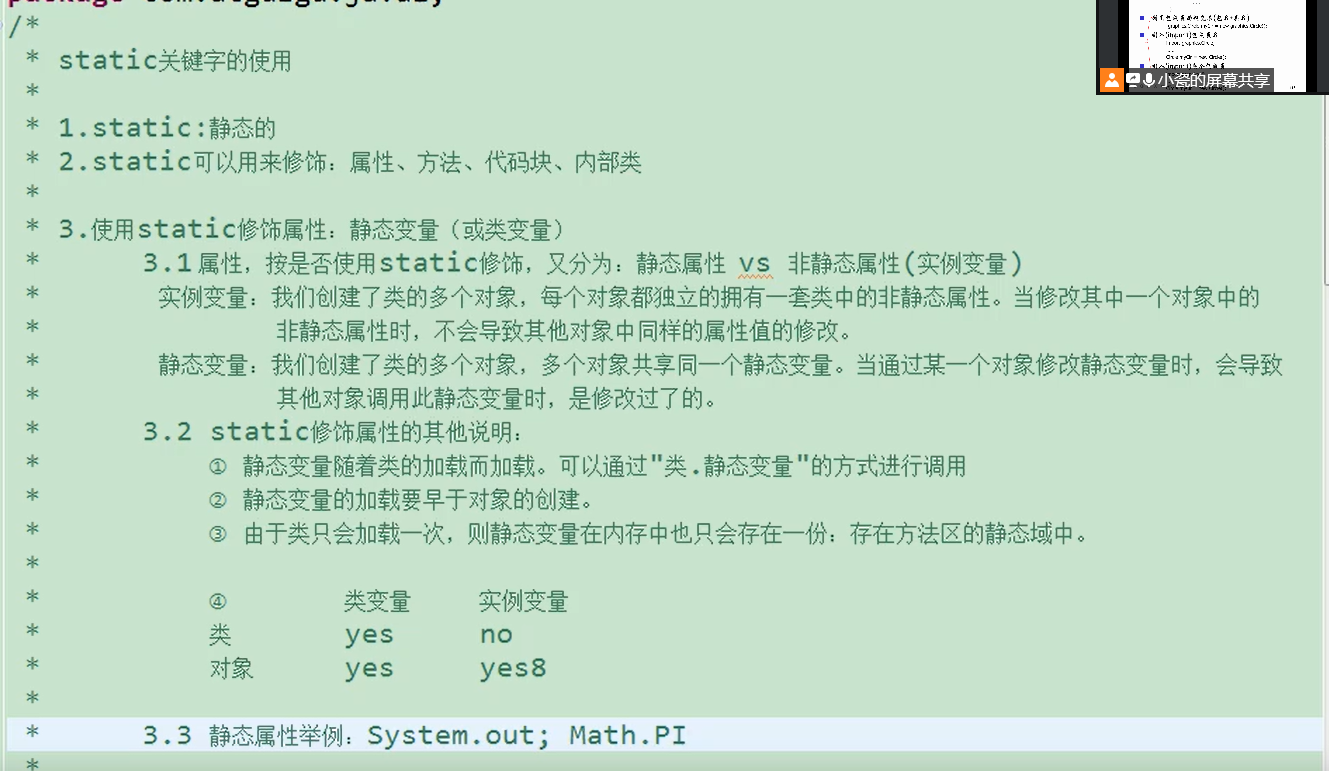 /*
* static关键字的使用
*
* 1.static:静态的
* 2.static可以用来修饰：属性、方法、代码块、内部类
*
* 3.使用static修饰属性：静态变量（或类变量）
* 3.1属性，按是否使用static修饰，又分为：静态属性 vs 非静态属性(实例变量)
* 实例变量：我们创建了类的多个对象，每个对象都独立的拥有一套类中的非静态属性。当修改其中一个对象中的
* 非静态属性时，不会导致其他对象中同样的属性值的修改。
* 静态变量：我们创建了类的多个对象，多个对象共享同一个静态变量。当通过某一个对象修改静态变量时，会导致
* 其他对象调用此静态变量时，是修改过了的。
* 3.2 static修饰属性的其他说明：
* ① 静态变量随着类的加载而加载。可以通过"类.静态变量"的方式进行调用
* ② 静态变量的加载要早于对象的创建。
* ③ 由于类只会加载一次，则静态变量在内存中也只会存在一份：存在方法区的静态域中。
*
* ④ 类变量 实例变量
* 类 yes no
* 对象 yes yes8
*
* 3.3 静态属性举例：System.out; Math.PI
*
小瓷的屏幕共享